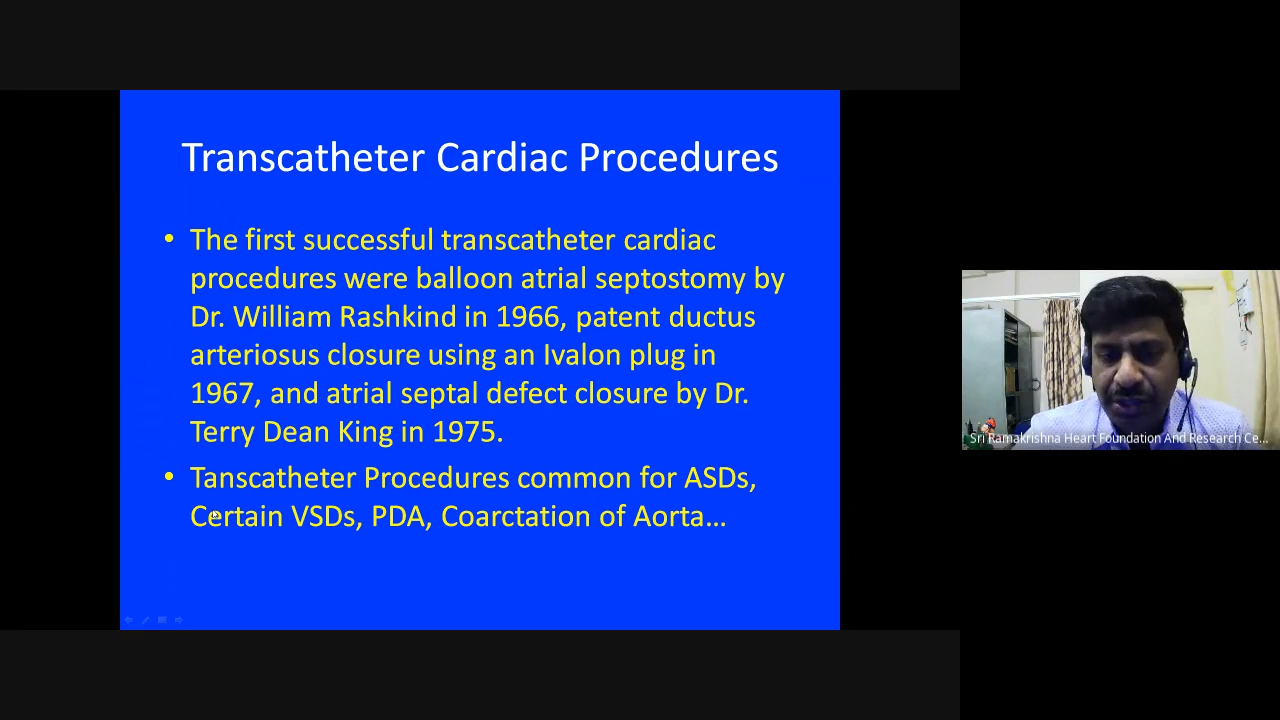 Transcatheter Cardiac Procedures
• The first successful transcatheter cardiac
procedures were balloon atrial septostomy by
Dr. William Rashkind in 1966, patent ductus
arteriosus closure using an Ivalon plug in
1967, and atrial septal defect closure by Dr.
Terry Dean King in 1975.
• Tanscatheter Procedures common for ASDs,
Certain VSDs, PDA, Coarctation of Aorta...
Sri Ramakrishna Heart Foundation And Research Ce...